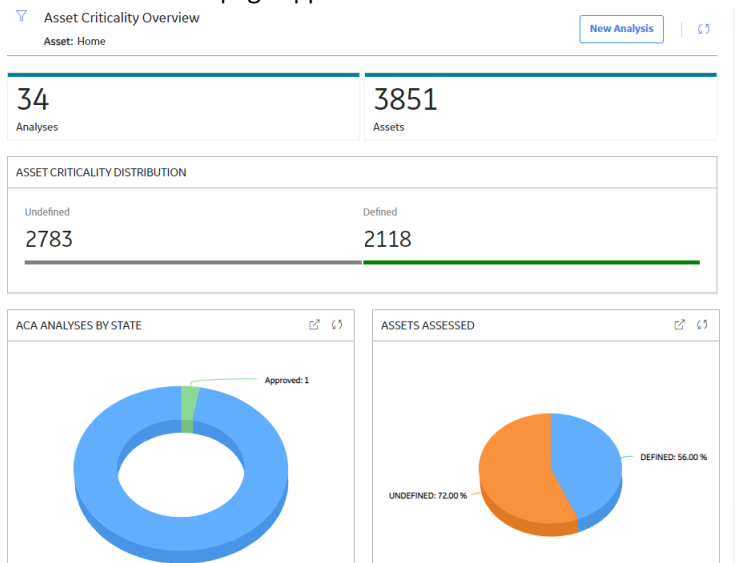 Asset Criticality Overview
Asset: Home
New Analysis
34
Analyses
3851
Assets
ASSET CRITICALITY DISTRIBUTION
Undefined
2783
Defined
2118
ACA ANALYSES BY STATE
Approved: 1
ASSETS ASSESSED
DEFINED: 56.00 %
UNDEFINED: 72.00 %